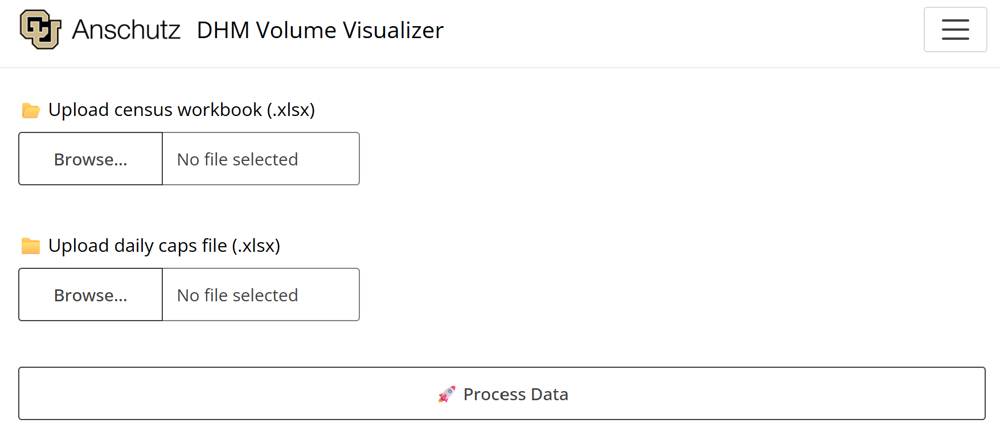 CU Anschutz DHM Volume Visualizer
Upload census workbook (.xlsx)
Browse... No file selected
Upload daily caps file (.xlsx)
Browse... No file selected
Process Data